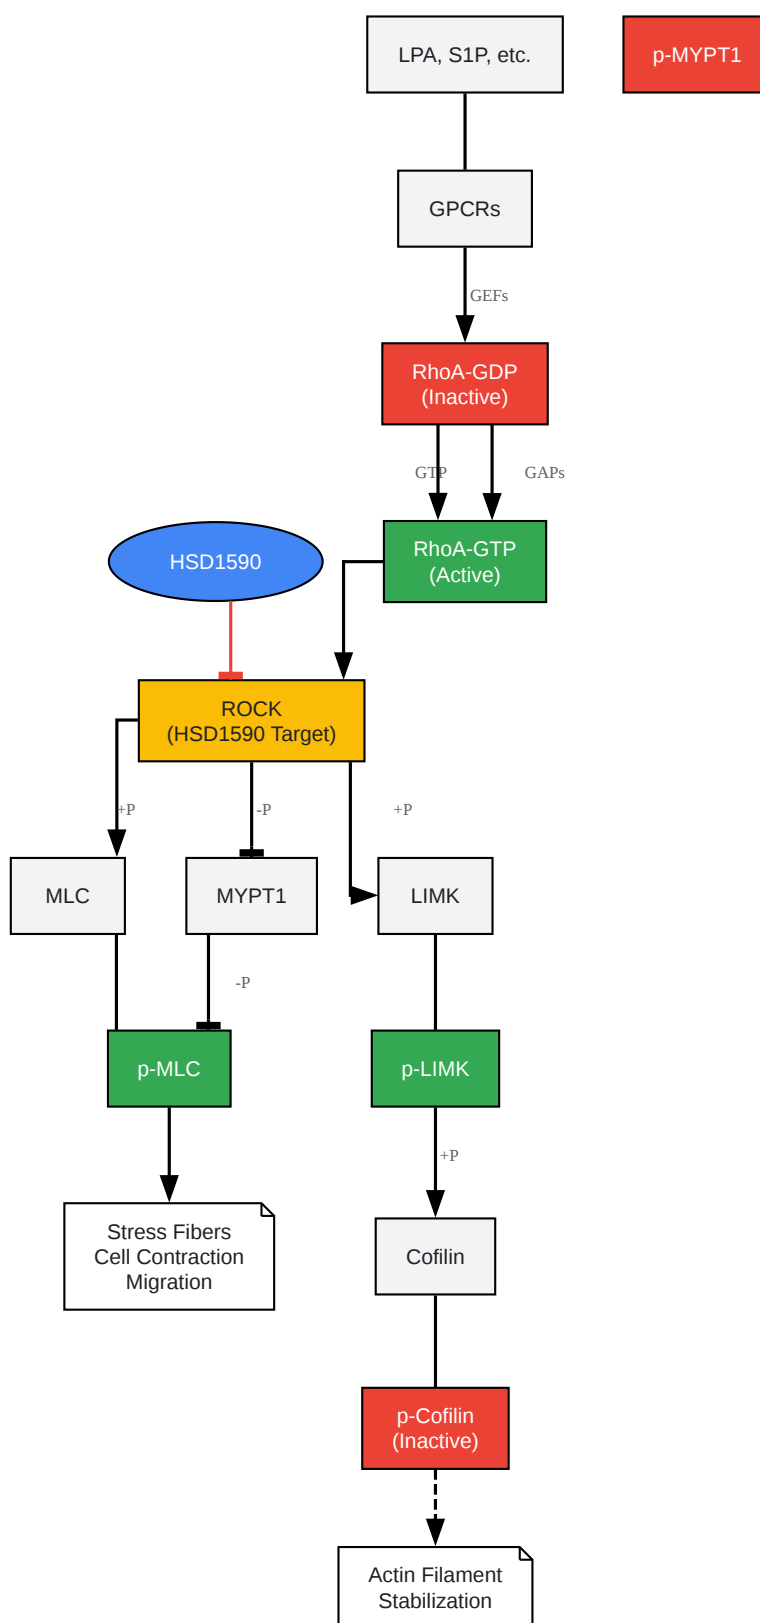 LPA, S1P, etc.
p-MYPT1
GPCRs
GEFs
RhoA-GDP
(Inactive)
GTP
GAPs
RhoA-GTP
(Active)
HSD1590
ROCK
(HSD1590 Target)
+P
-P
+P
MLC
MYPT1
LIMK
-P
p-MLC
p-LIMK
+P
Stress Fibers
Cell Contraction
Migration
Cofilin
p-Cofilin
(Inactive)
Actin Filament
Stabilization